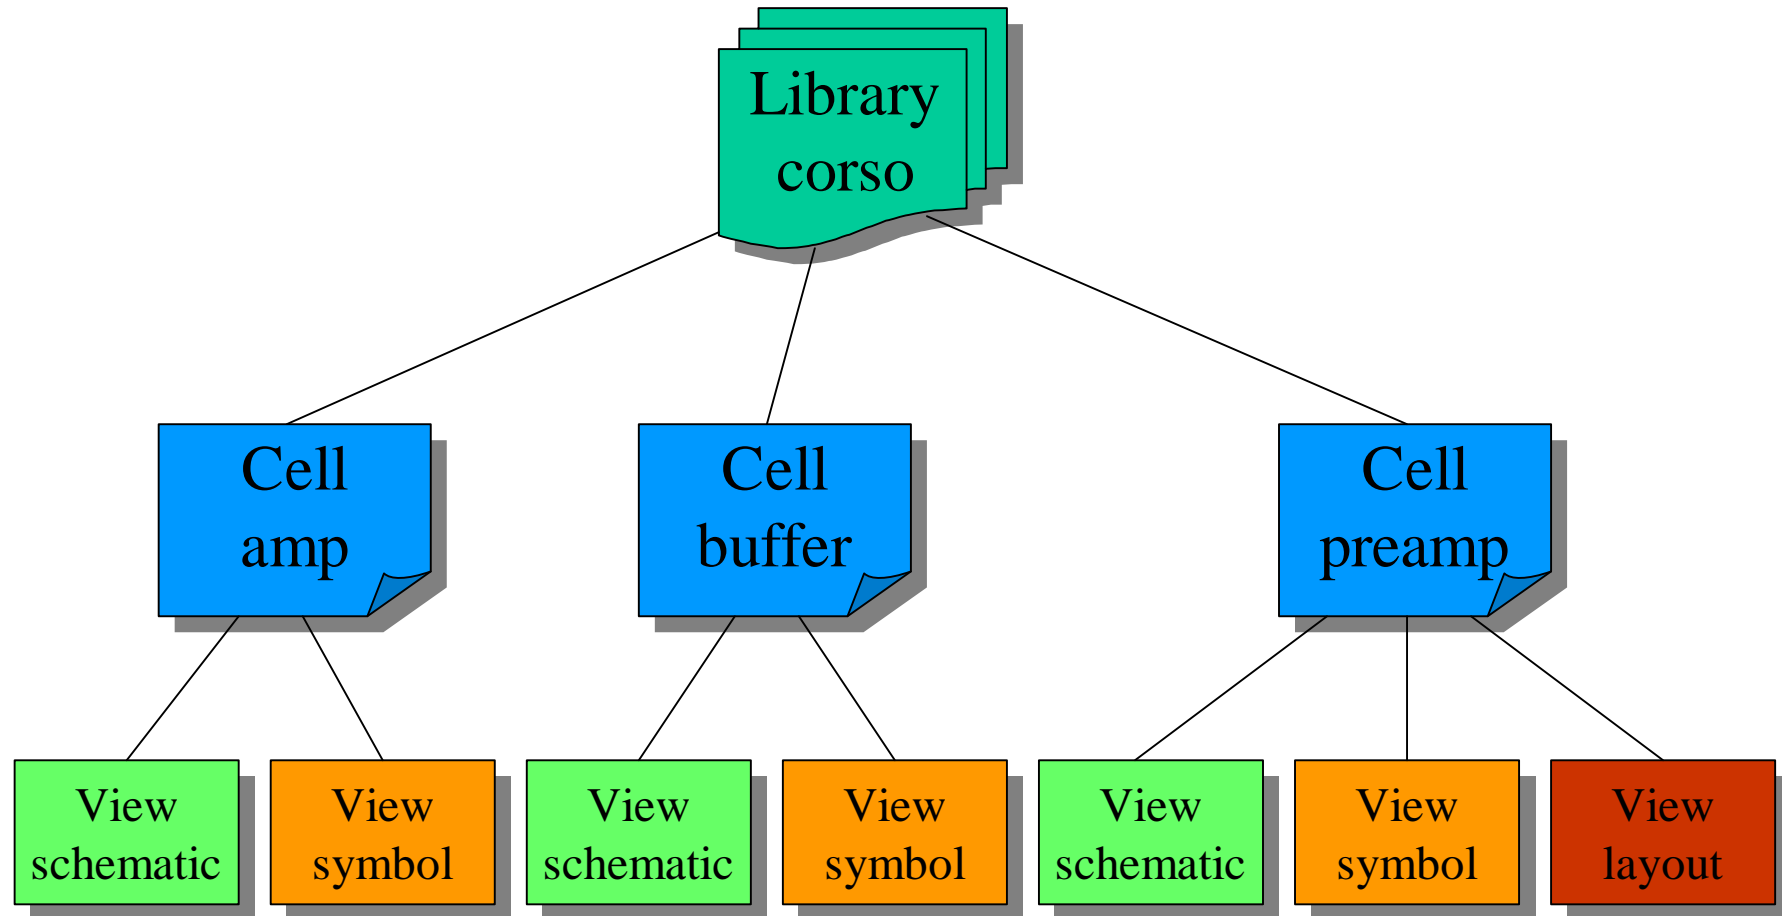 Library
corso
Cell
amp
Cell
buffer
Cell
preamp
View
schematic
View
symbol
View
schematic
View
symbol
View
schematic
View
symbol
View
layout